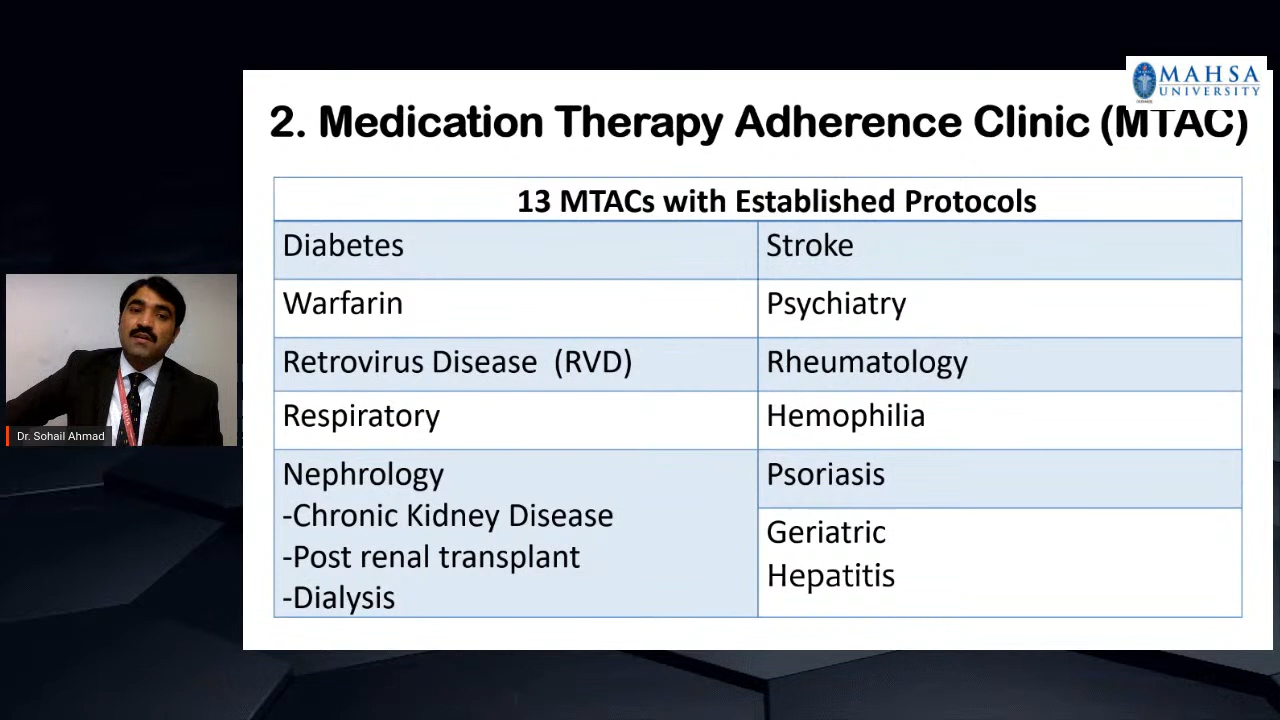 MAHSA
UNIVERSITY
2. Medication Therapy Adherence Clinic (MTAC)
13 MTACs with Established Protocols
Diabetes
Stroke
Warfarin
Psychiatry
Retrovirus Disease (RVD)
Rheumatology
Respiratory
Hemophilia
Nephrology
-Chronic Kidney Disease
-Post renal transplant
-Dialysis
Psoriasis
Geriatric
Hepatitis
Dr. Sohail Ahmad